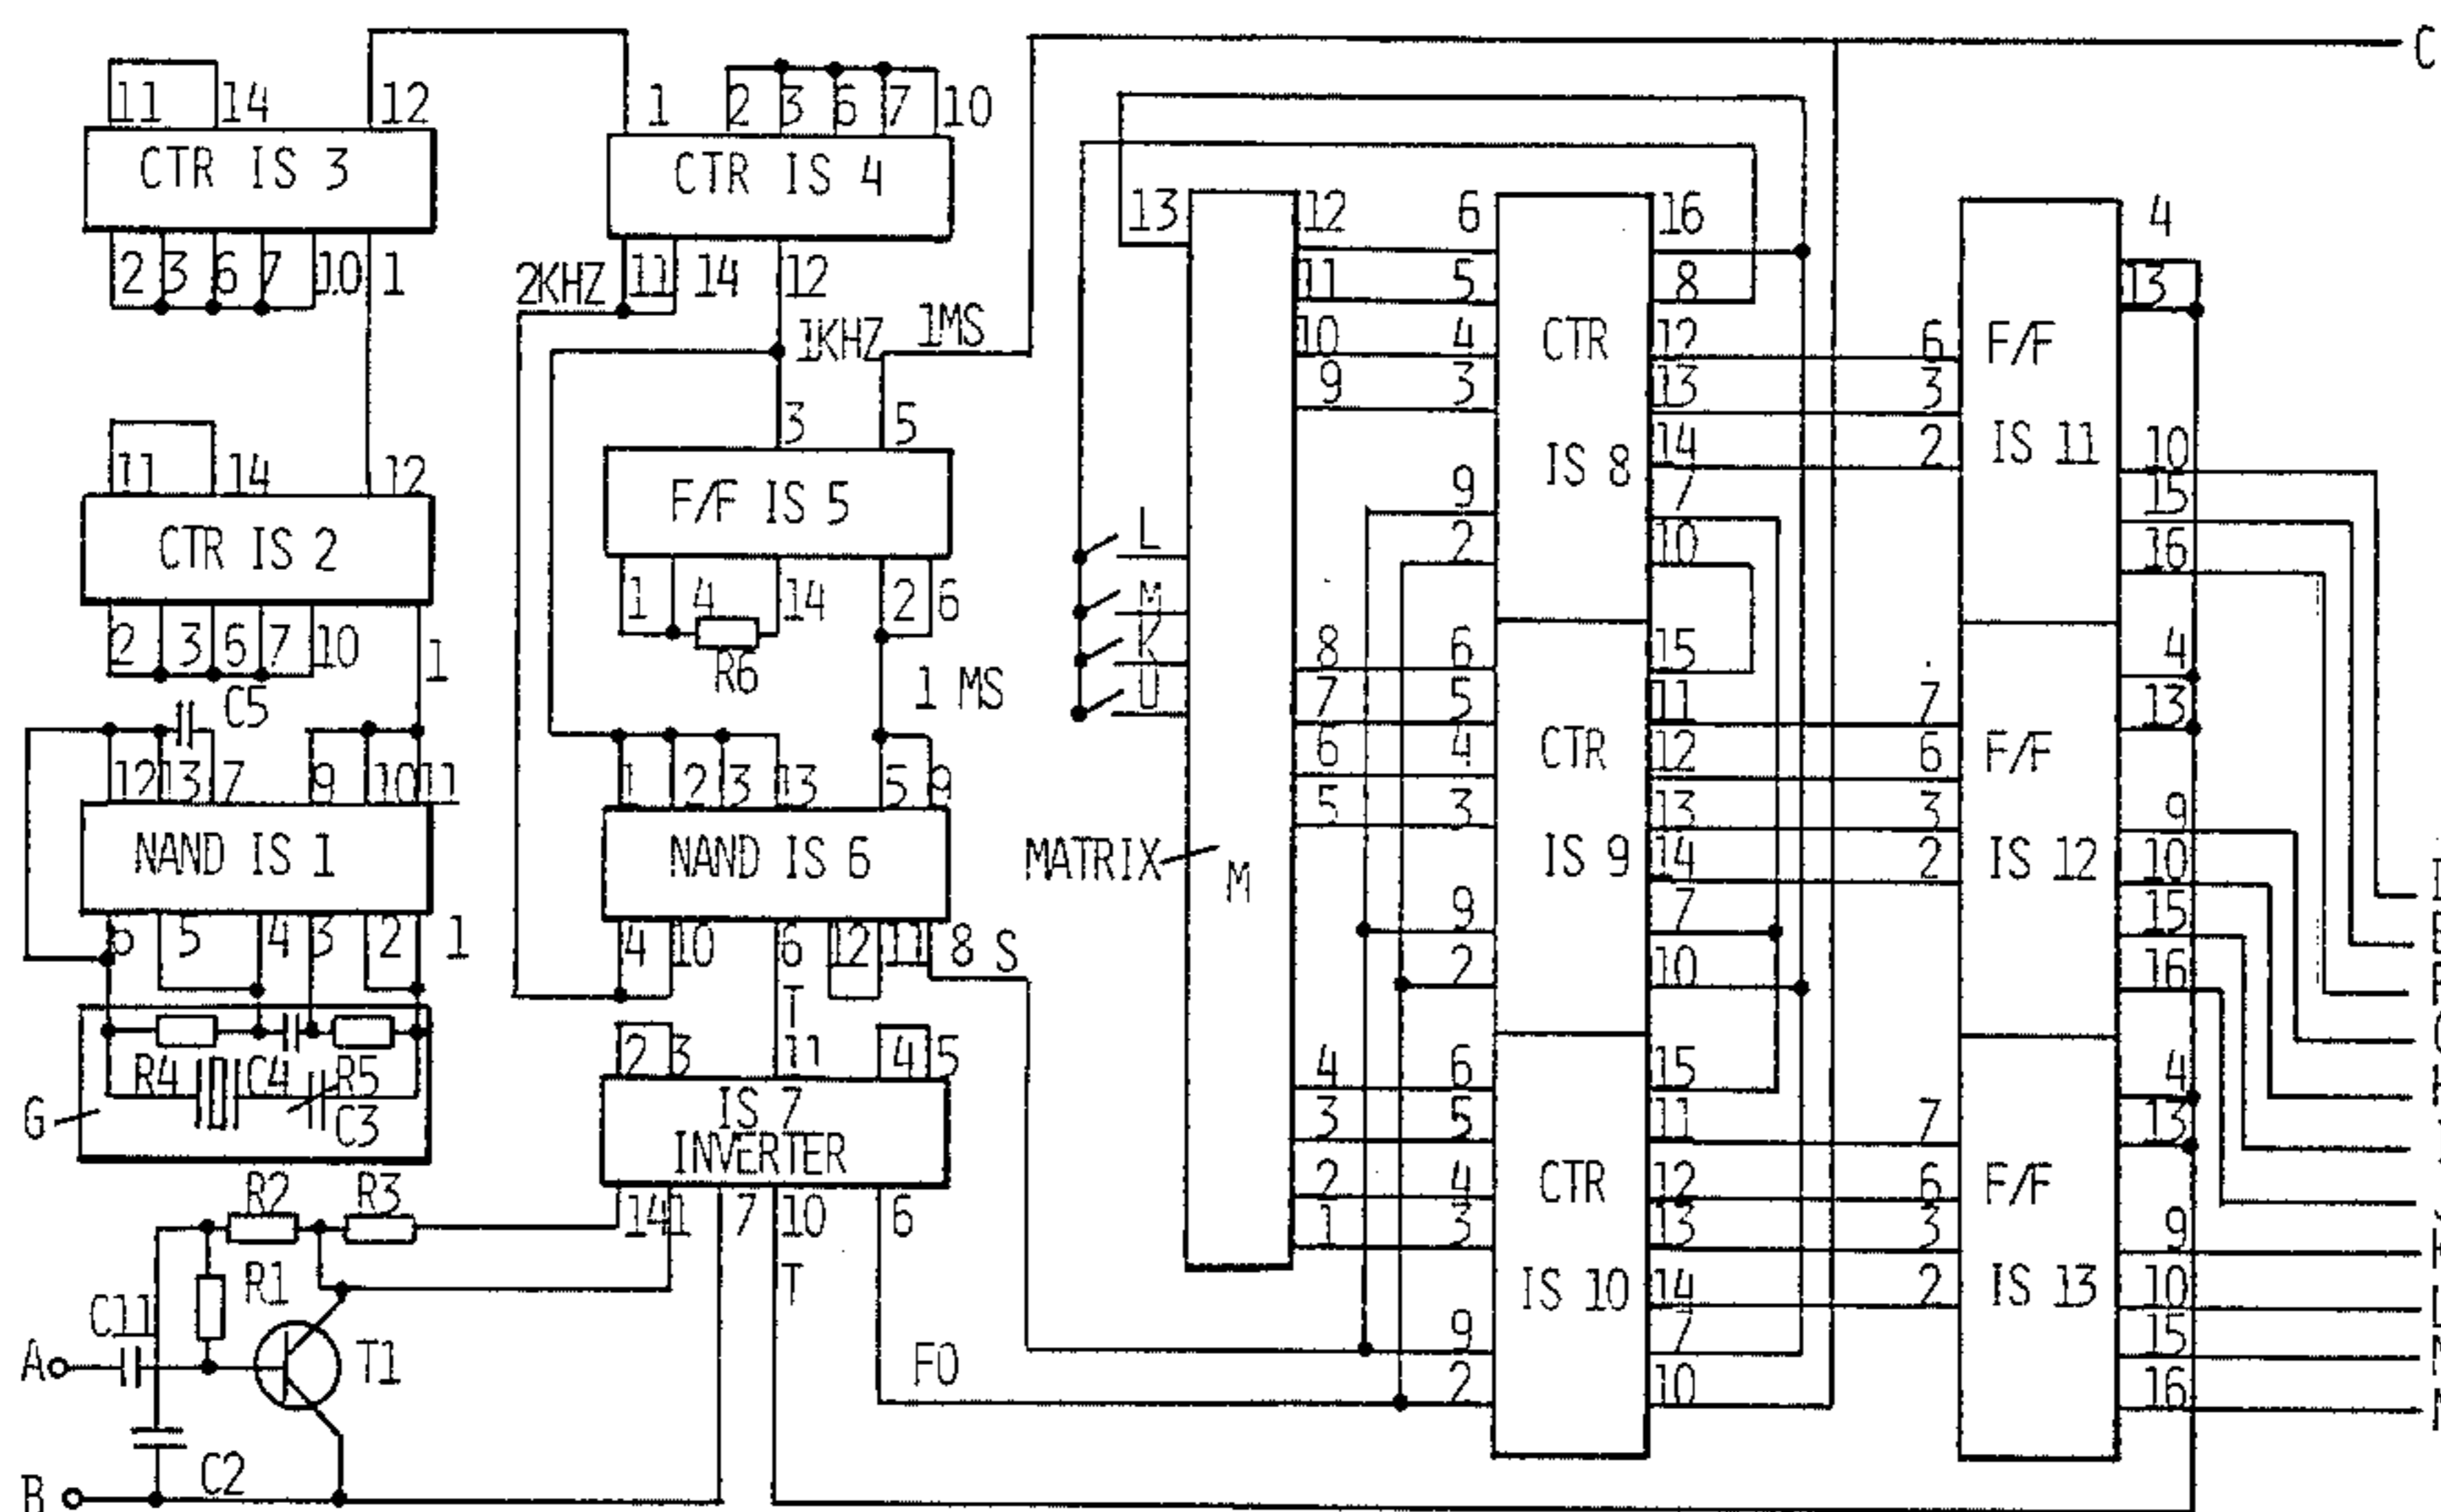 C
11 14 12
CTR IS 3
2 3 6 7 10 1
1 2 3 6 7 10
CTR IS 4
2KHZ 11 14 12
1KHZ 1MS
11 14 12
CTR IS 2
2 3 6 7 10 1
3 5
F/F IS 5
1 4 14 2 6
R6
1 MS
C5
12 13 7 9 10 11
NAND IS 1
6 5 4 3 2 1
R4 C4 R5
C3
G
1 2 3 13 5 9
NAND IS 6
4 10 6 12 11 8 S
T
2 3 11 4 5
IS 7
INVERTER
14 1 7 10 6
T
FO
R2 R3
R1
C11
A
T1
C2
B
13
L
M
K
U
MATRIX
M
12 6
11 5
10 4
9 3
9
2
8 6
7 5
6 4
5 3
9
2
4 6
3 5
2 4
1 3
9
2
CTR
IS 8
16
8
12 6
13 3
14 2
7
10
CTR
IS 9
15
11 7
12 6
13 3
14 2
7
10
CTR
IS 10
15
11 7
12 6
13 3
14 2
7
10
F/F
IS 11
4
13
10
15
16
F/F
IS 12
4
13
9
10
15
16
F/F
IS 13
4
13
9
10
15
16